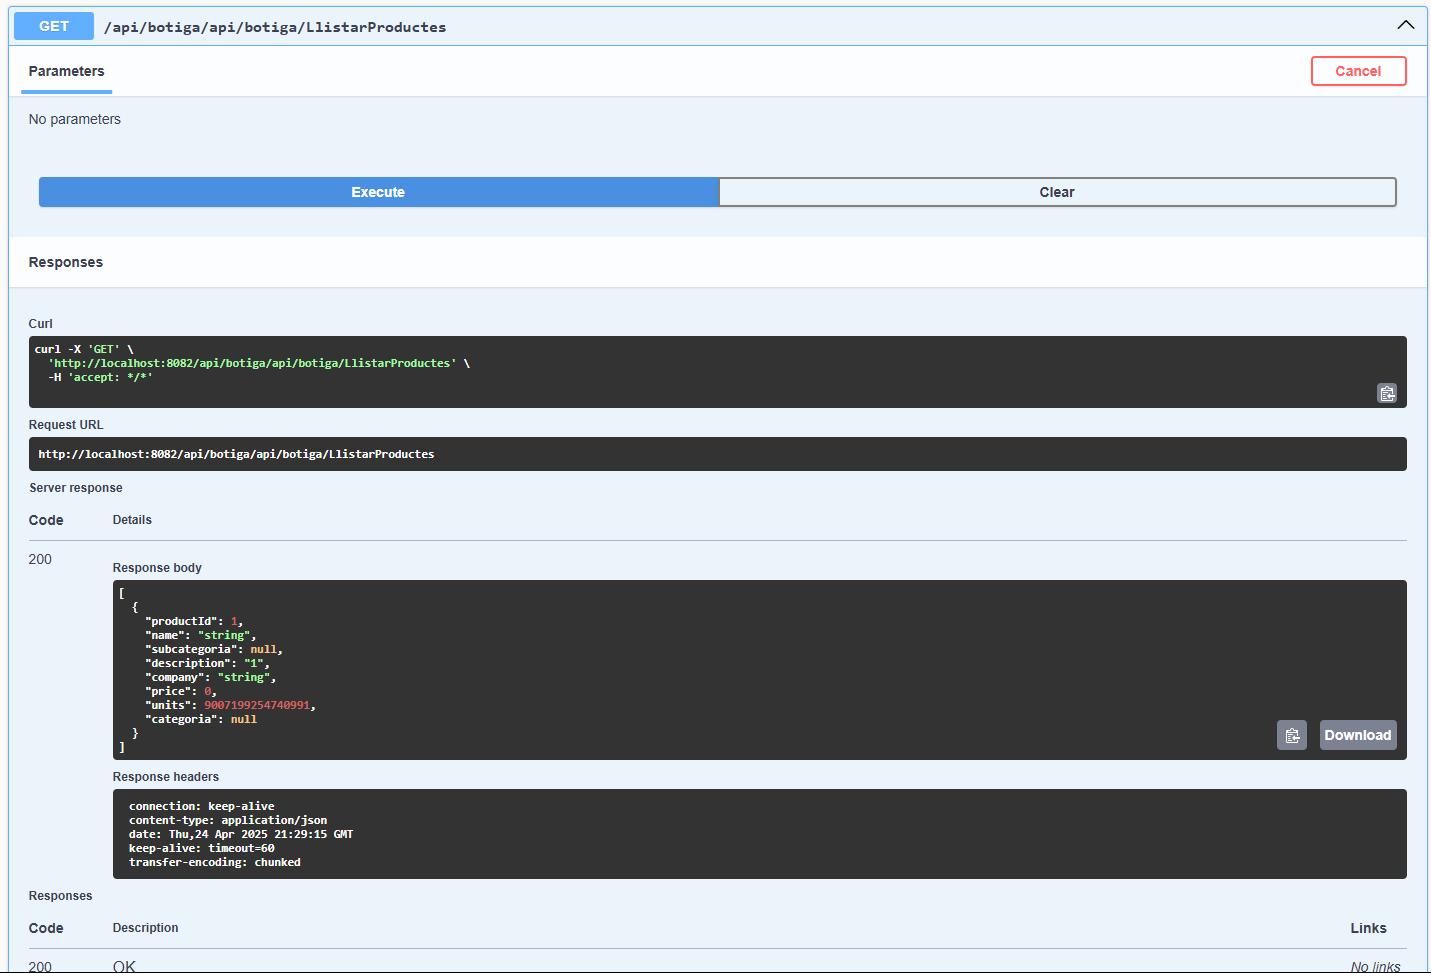 GET /api/botiga/api/botiga/LlistarProductes
Parameters
Cancel
No parameters
Execute
Clear
Responses
Curl
curl -X 'GET' \
'http://localhost:8082/api/botiga/api/botiga/LlistarProductes' \
-H 'accept: */*'
Request URL
http://localhost:8082/api/botiga/api/botiga/LlistarProductes
Server response
Code Details
200
Response body
[
{
"productId": 1,
"name": "string",
"subcategoria": null,
"description": "1",
"company": "string",
"price": 0,
"units": 9007199254740991,
"categoria": null
}
]
Download
Response headers
connection: keep-alive
content-type: application/json
date: Thu,24 Apr 2025 21:29:15 GMT
keep-alive: timeout=60
transfer-encoding: chunked
Responses
Code Description Links
200 OK No links